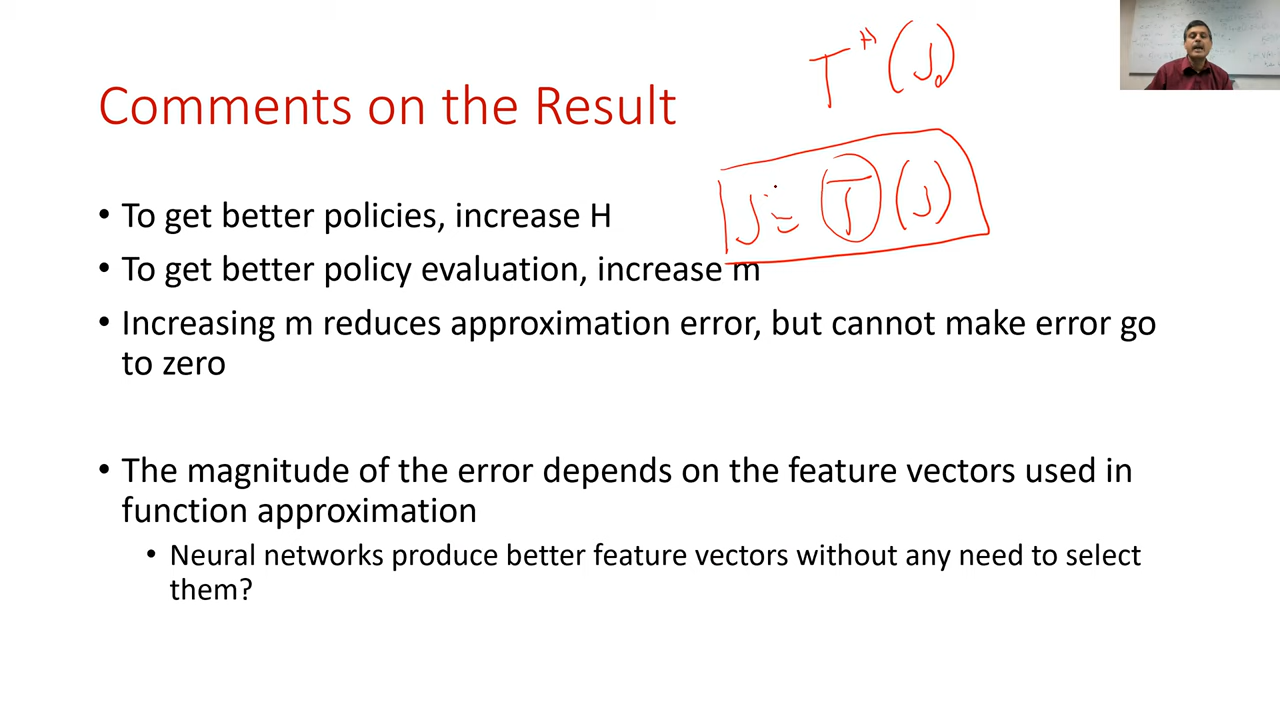 T^H (J_0)
Comments on the Result
J = T (J)
• To get better policies, increase H
• To get better policy evaluation, increase m
• Increasing m reduces approximation error, but cannot make error go
to zero
• The magnitude of the error depends on the feature vectors used in
function approximation
• Neural networks produce better feature vectors without any need to select
them?